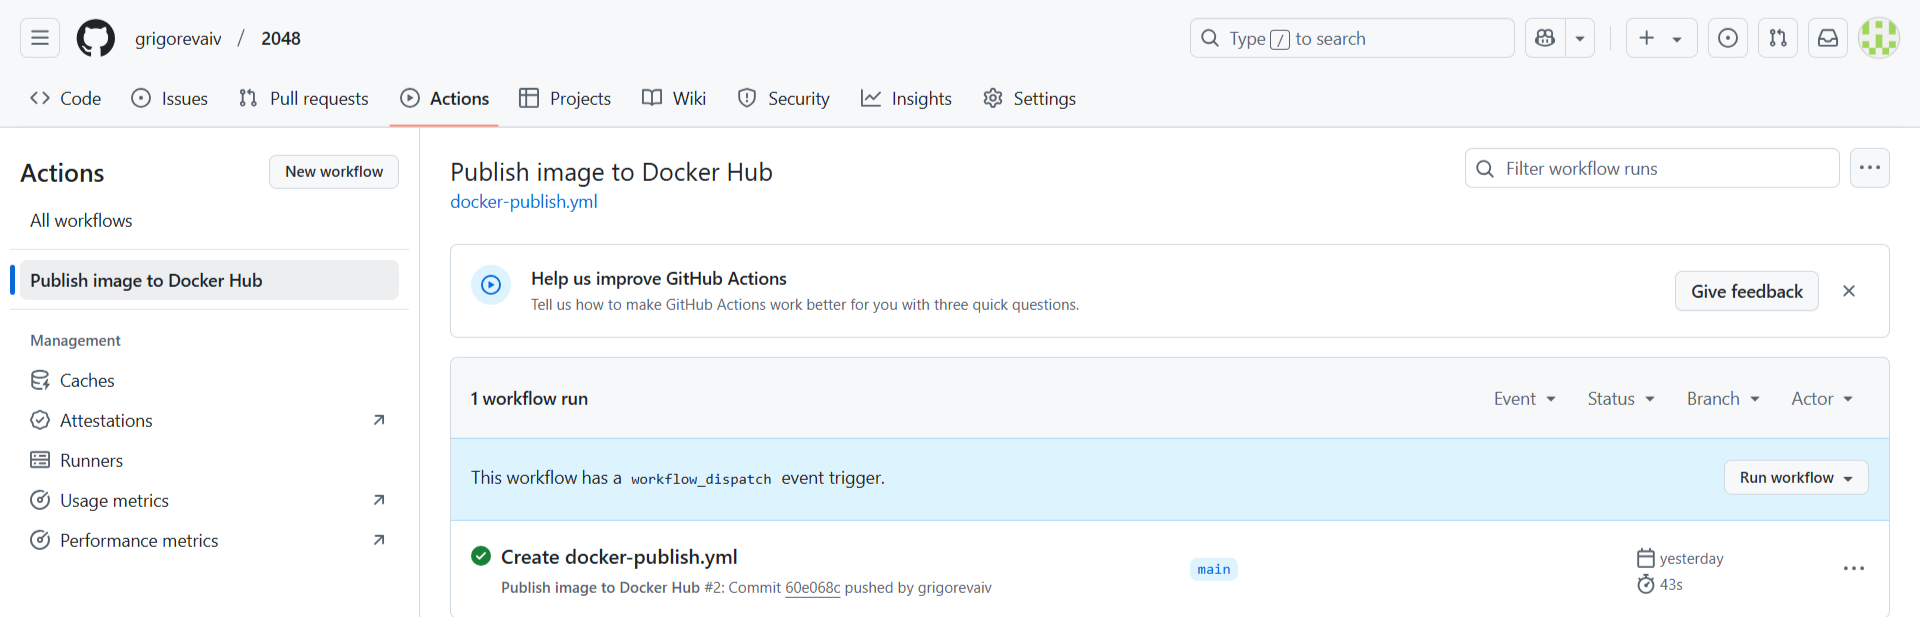 grigorevaiv / 2048
Type / to search
Code Issues Pull requests Actions Projects Wiki Security Insights Settings
Actions
New workflow
All workflows
Publish image to Docker Hub
Management
Caches
Attestations
Runners
Usage metrics
Performance metrics
Publish image to Docker Hub
docker-publish.yml
Filter workflow runs
Help us improve GitHub Actions
Tell us how to make GitHub Actions work better for you with three quick questions.
Give feedback
1 workflow run
Event Status Branch Actor
This workflow has a workflow_dispatch event trigger.
Run workflow
Create docker-publish.yml
Publish image to Docker Hub #2: Commit 60e068c pushed by grigorevaiv
main
yesterday
43s